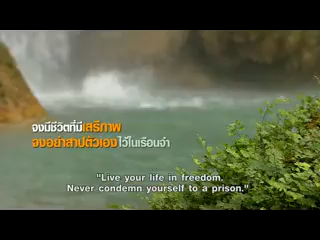 จงมีชีวิตที่มีเสรีภาพ
จงอย่าสาปตัวเองไว้ในเรือนจำ
"Live your life in freedom.
Never condemn yourself to a prison."